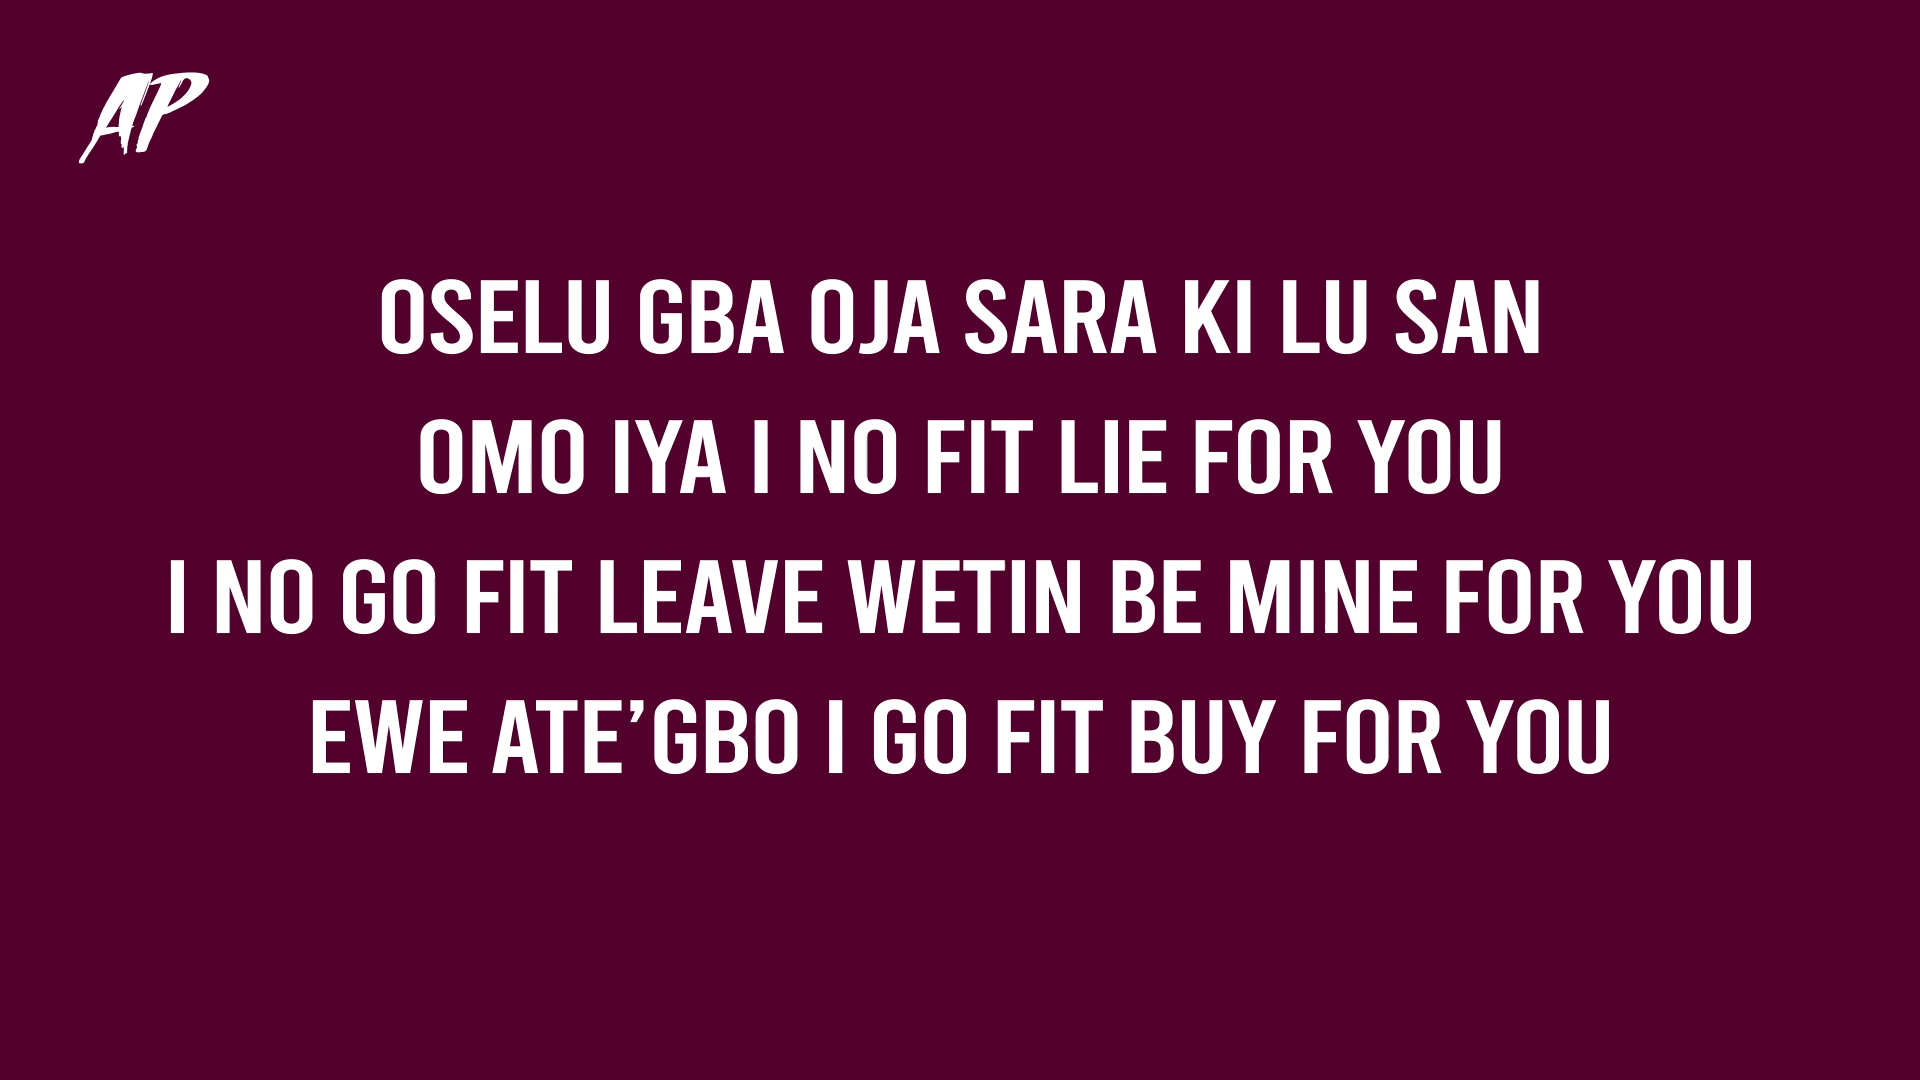 AP
OSELU GBA OJA SARA KI LU SAN
OMO IYA I NO FIT LIE FOR YOU
I NO GO FIT LEAVE WETIN BE MINE FOR YOU
EWE ATE’GBO I GO FIT BUY FOR YOU